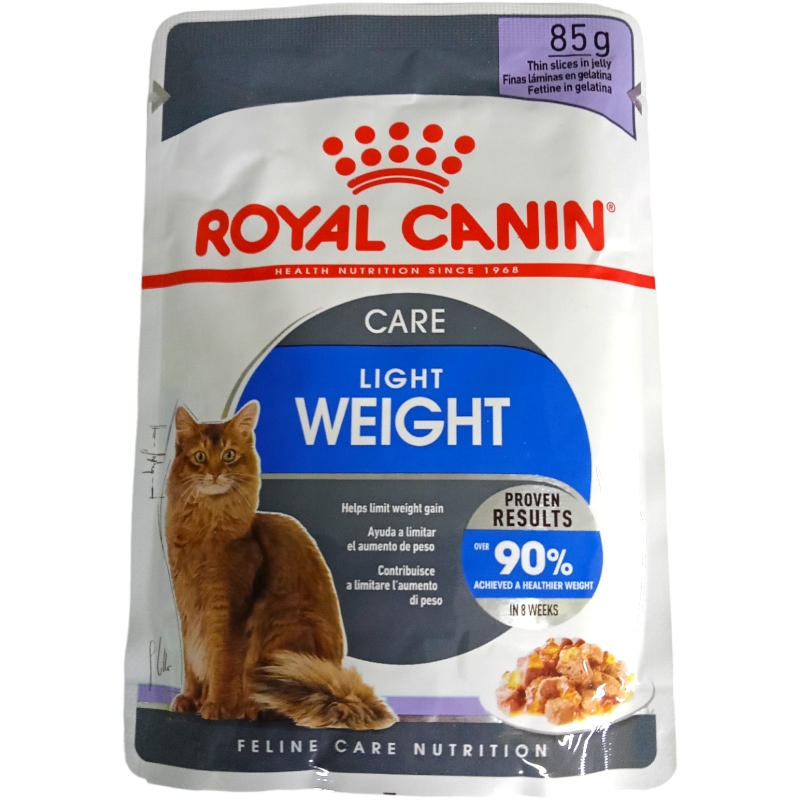 85 g
Thin slices in jelly
Finas láminas en gelatina
Fettine in gelatina
ROYAL CANIN®
HEALTH NUTRITION SINCE 1968
CARE
LIGHT
WEIGHT
Helps limit weight gain
Ayuda a limitar
el aumento de peso
Contribuisce
a limitare l'aumento
di peso
PROVEN
RESULTS
OVER 90%
ACHIEVED A HEALTHIER WEIGHT
IN 8 WEEKS
FELINE CARE NUTRITION